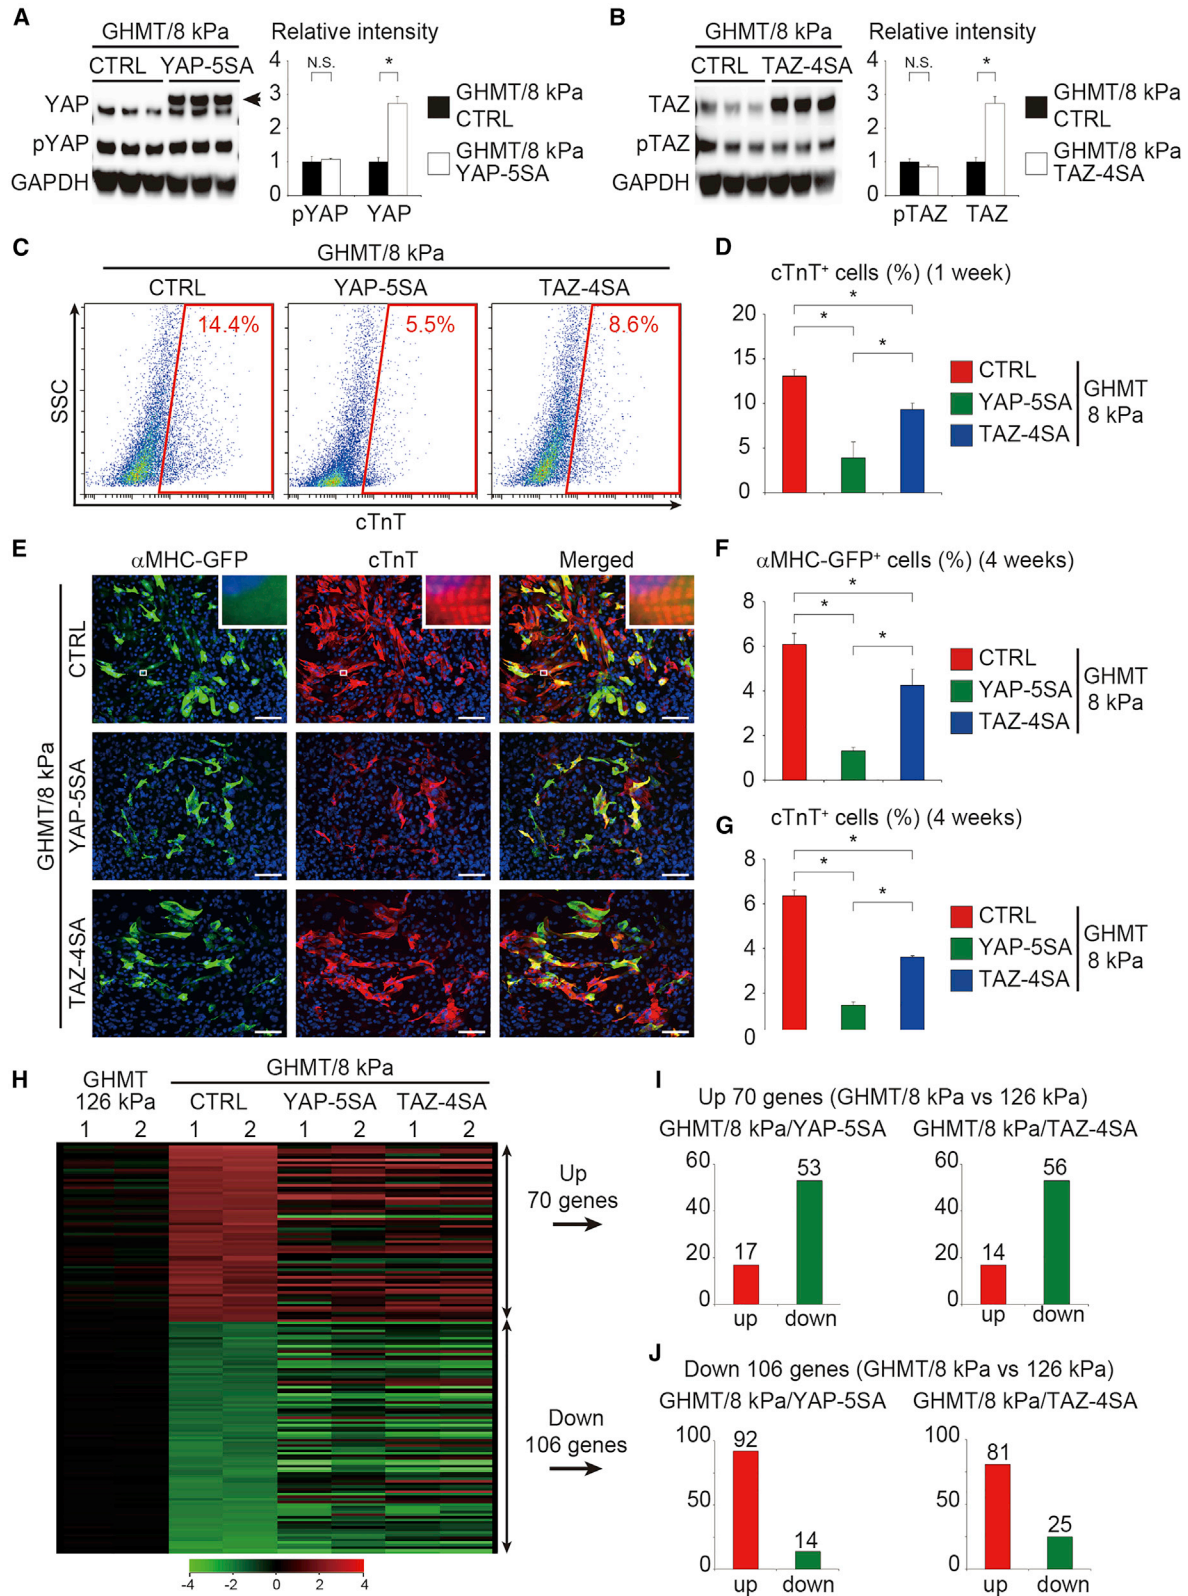 A
GHMT/8 kPa
CTRL YAP-5SA
YAP
pYAP
GAPDH
Relative intensity
4
3
2
1
0
N.S.
*
pYAP YAP
GHMT/8 kPa
CTRL
GHMT/8 kPa
YAP-5SA
B
GHMT/8 kPa
CTRL TAZ-4SA
TAZ
pTAZ
GAPDH
Relative intensity
4
3
2
1
0
N.S.
*
pTAZ TAZ
GHMT/8 kPa
CTRL
GHMT/8 kPa
TAZ-4SA
C
GHMT/8 kPa
CTRL YAP-5SA TAZ-4SA
14.4% 5.5% 8.6%
SSC
cTnT
D
cTnT+ cells (%) (1 week)
20
15
10
5
0
*
*
*
CTRL
YAP-5SA
TAZ-4SA
GHMT
8 kPa
E
αMHC-GFP cTnT Merged
GHMT/8 kPa
CTRL
YAP-5SA
TAZ-4SA
F
αMHC-GFP+ cells (%) (4 weeks)
8
6
4
2
0
*
*
*
CTRL
YAP-5SA
TAZ-4SA
GHMT
8 kPa
G
cTnT+ cells (%) (4 weeks)
8
6
4
2
0
*
*
*
CTRL
YAP-5SA
TAZ-4SA
GHMT
8 kPa
H
GHMT
126 kPa
GHMT/8 kPa
CTRL YAP-5SA TAZ-4SA
1 2 1 2 1 2 1 2
Up
70 genes
Down
106 genes
-4 -2 0 2 4
I
Up 70 genes (GHMT/8 kPa vs 126 kPa)
GHMT/8 kPa/YAP-5SA GHMT/8 kPa/TAZ-4SA
60
40
20
0
17
53
up down
60
40
20
0
14
56
up down
J
Down 106 genes (GHMT/8 kPa vs 126 kPa)
GHMT/8 kPa/YAP-5SA GHMT/8 kPa/TAZ-4SA
100
50
0
92
14
up down
100
50
0
81
25
up down